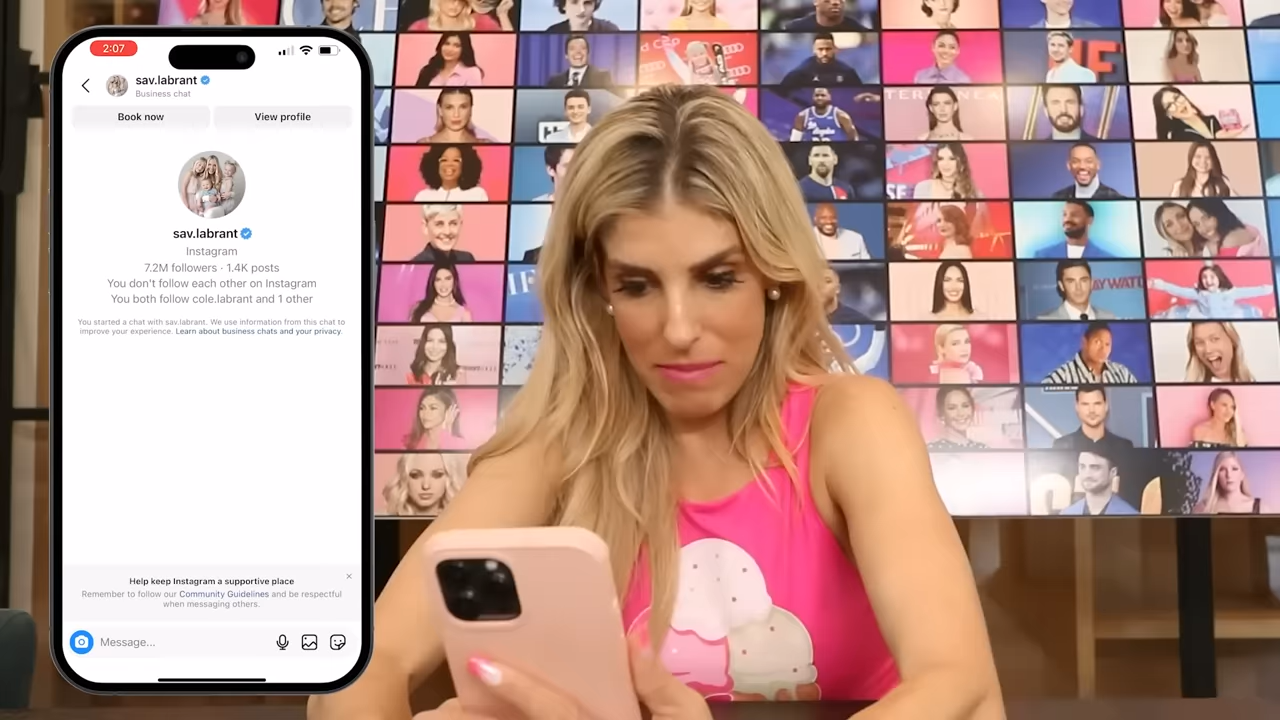 2:07
sav.labrant
Business chat
Book now
View profile
sav.labrant
Instagram
7.2M followers · 1.4K posts
You don't follow each other on Instagram
You both follow cole.labrant and 1 other
You started a chat with sav.labrant. We use information from this chat to
improve your experience. Learn about business chats and your privacy.
Help keep Instagram a supportive place
Remember to follow our Community Guidelines and be respectful
when messaging others.
Message...